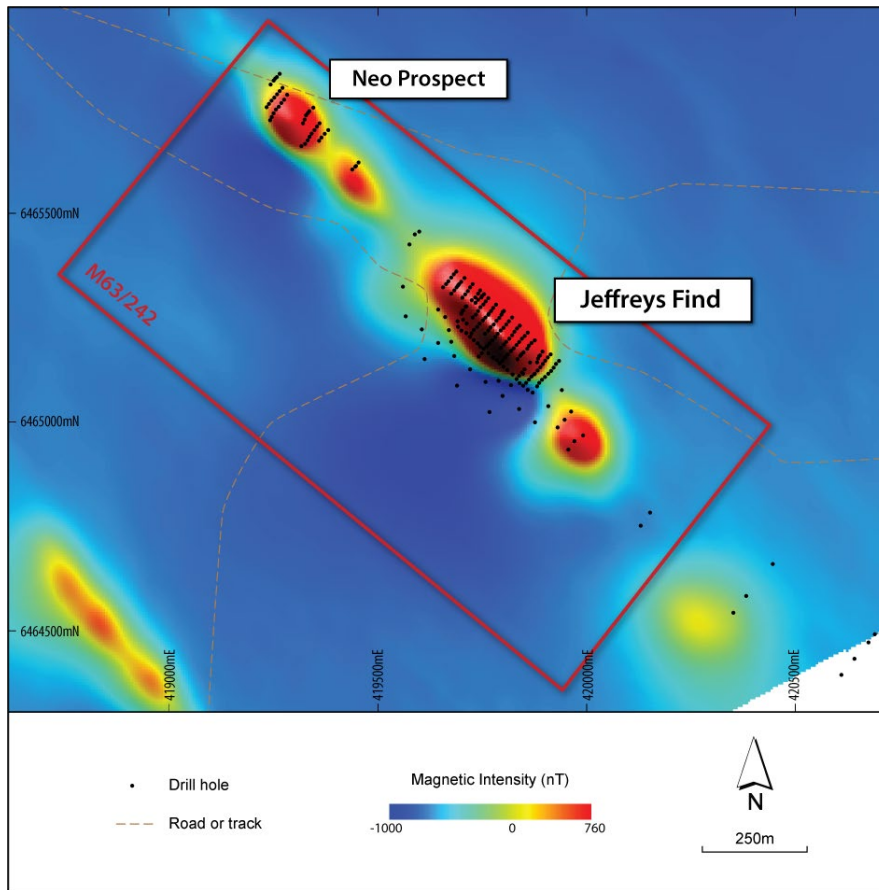 Neo Prospect
6465500mN
M63/242
Jeffreys Find
6465000mN
6464500mN
419000mE
419500mE
420000mE
420500mE
Drill hole
Road or track
Magnetic Intensity (nT)
-1000 0 760
N
250m